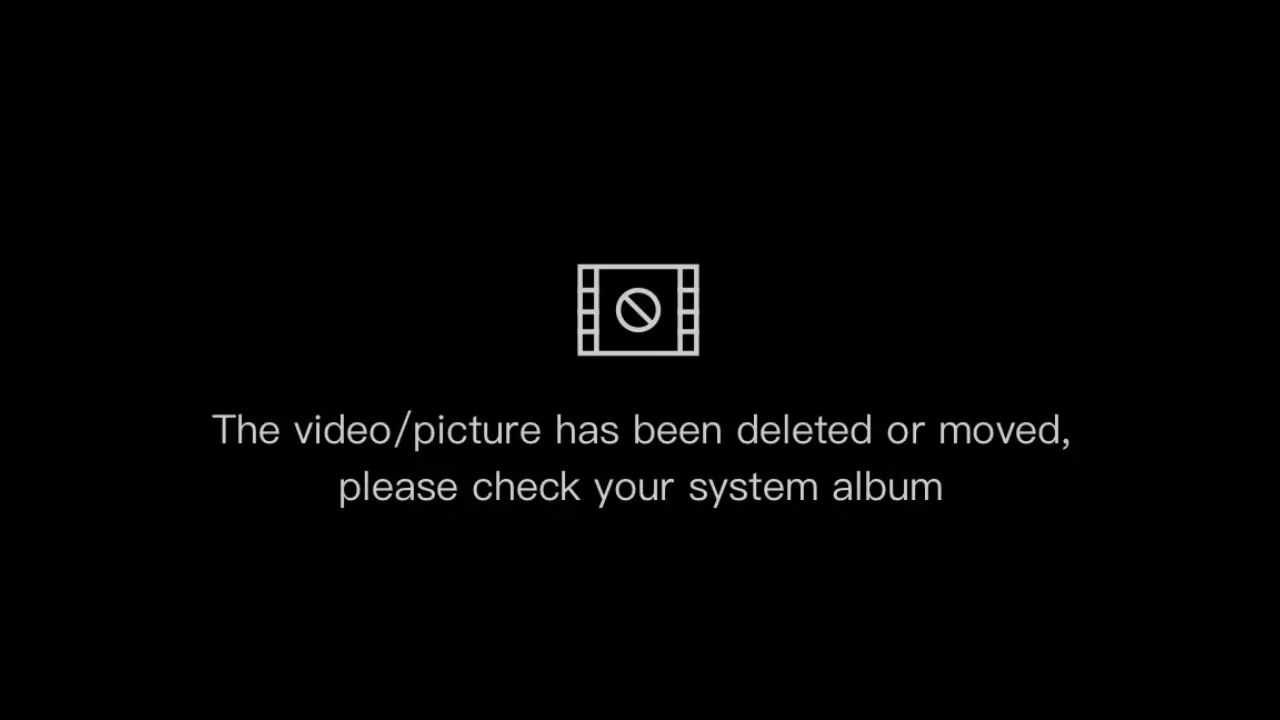 The video/picture has been deleted or moved,
please check your system album